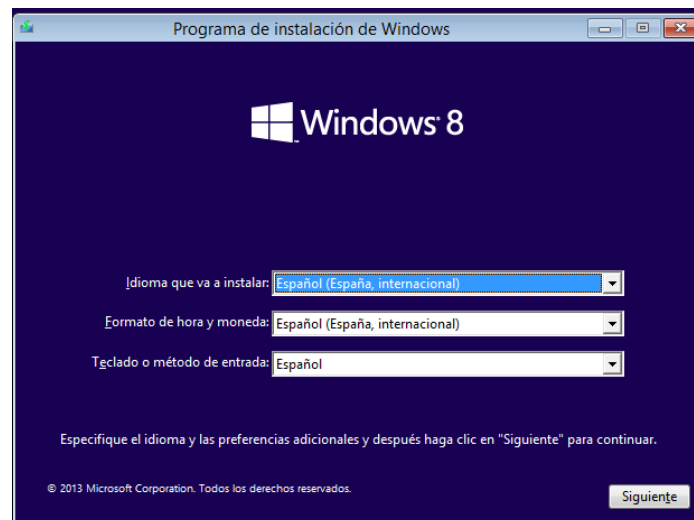 Programa de instalación de Windows
Windows 8
Idioma que va a instalar: Español (España, internacional)
Formato de hora y moneda: Español (España, internacional)
Teclado o método de entrada: Español
Especifique el idioma y las preferencias adicionales y después haga clic en "Siguiente" para continuar.
© 2013 Microsoft Corporation. Todos los derechos reservados.
Siguiente